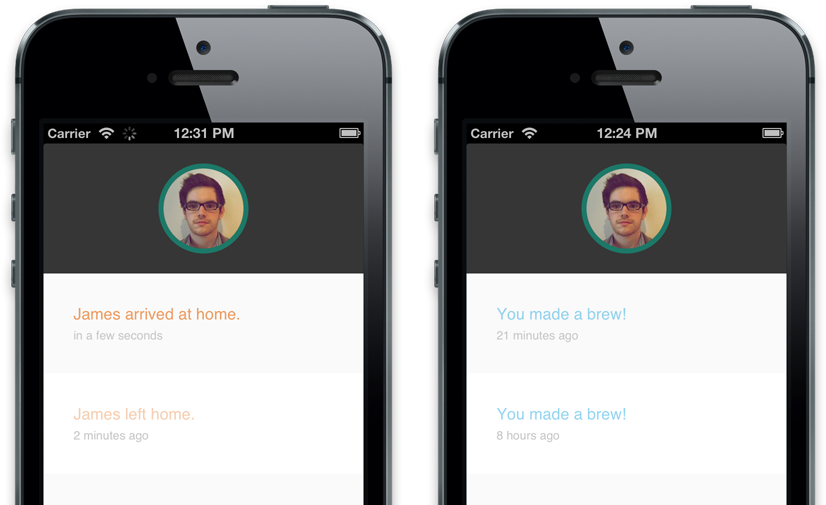 Carrier 12:31 PM
James arrived at home.
in a few seconds
James left home.
2 minutes ago
Carrier 12:24 PM
You made a brew!
21 minutes ago
You made a brew!
8 hours ago